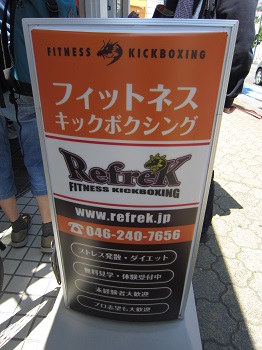 FITNESS KICKBOXING
フィットネス
キックボクシング
RefreK
FITNESS KICKBOXING
www.refrek.jp
☎046-240-7656
ストレス発散・ダイエット
無料見学・体験受付中
未経験者大歓迎
プロ志望も大歓迎